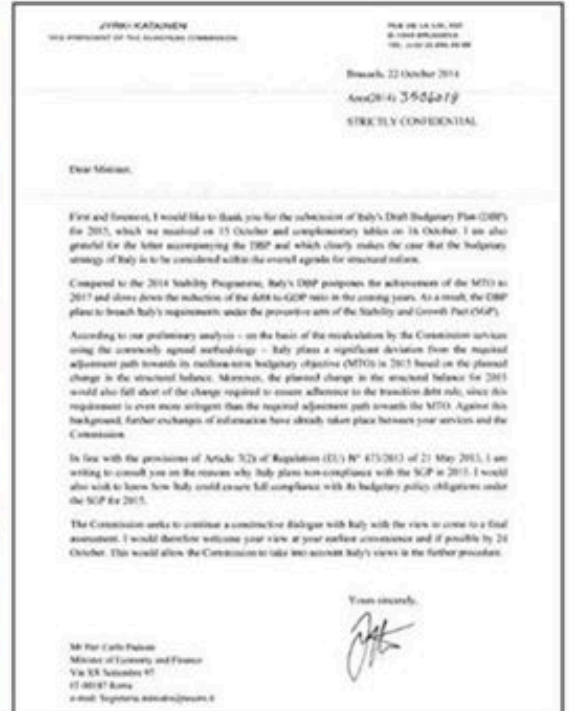 JYRKI KATAINEN
VICE PRESIDENT OF THE EUROPEAN COMMISSION
RUE DE LA LOI, 200
B-1049 BRUSSELS
Brussels, 22 October 2014
Ares(2014)
STRICTLY CONFIDENTIAL
Dear Minister,
First and foremost, I would like to thank you for the submission of Italy's Draft Budgetary Plan (DBP)
for 2015, which we received on 15 October and complementary tables on 16 October. I am also
grateful for the letter accompanying the DBP and which clearly makes the case that the budgetary
strategy of Italy is to be considered within the overall agenda for structural reform.
Compared to the 2014 Stability Programme, Italy's DBP postpones the achievement of the MTO to
2017 and slows down the reduction of the debt-to-GDP ratio in the coming years. As a result, the DBP
plans to breach Italy's requirements under the preventive arm of the Stability and Growth Pact (SGP).
According to our preliminary analysis – on the basis of the recalculation by the Commission services
using the commonly agreed methodology – Italy plans a significant deviation from the required
adjustment path towards its medium-term budgetary objective (MTO) in 2015 based on the planned
change in the structural balance. Moreover, the planned change in the structural balance for 2015
would also fall short of the change required to ensure adherence to the transition debt rule, since this
requirement is even more stringent than the required adjustment path towards the MTO. Against this
background, further exchanges of information have already taken place between your services and the
Commission.
In line with the provisions of Article 7(2) of Regulation (EU) N° 473/2013 of 21 May 2013, I am
writing to consult you on the reasons why Italy plans non-compliance with the SGP in 2015. I would
also wish to know how Italy could ensure full compliance with its budgetary policy obligations under
the SGP for 2015.
The Commission seeks to continue a constructive dialogue with Italy with the view to come to a final
assessment. I would therefore welcome your view at your earliest convenience and if possible by 24
October. This would allow the Commission to take into account Italy's views in the further procedure.
Yours sincerely,
Mr Pier Carlo Padoan
Minister of Economy and Finance
Via XX Settembre 97
IT-00187 Roma
e-mail: